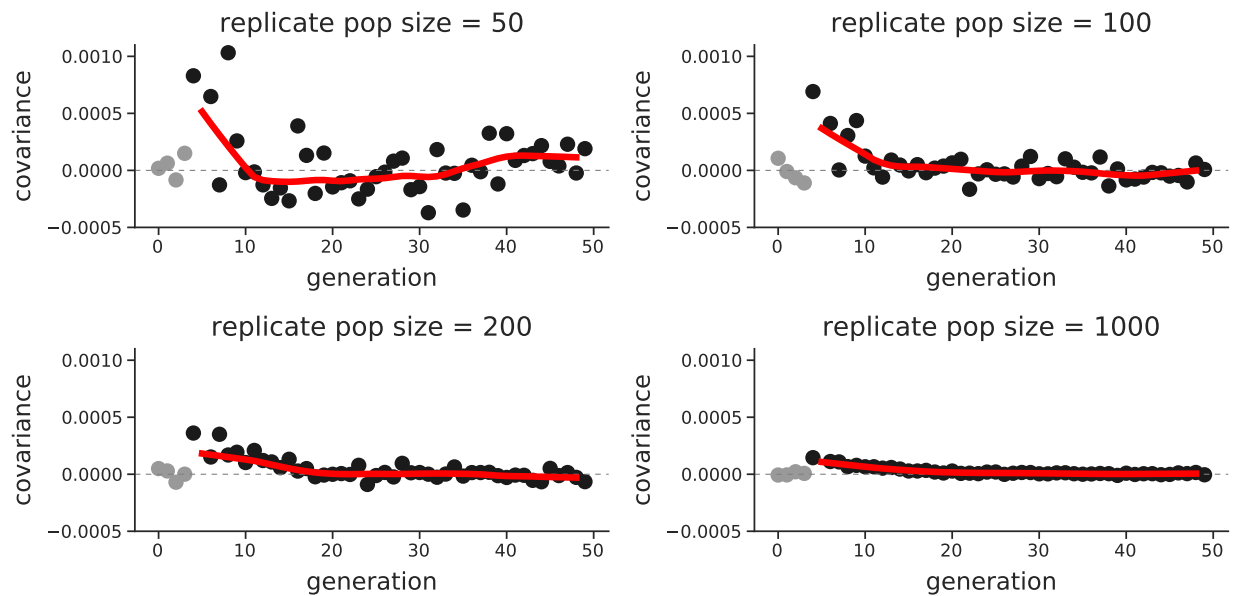 replicate pop size = 50
0.0010
0.0005
0.0000
−0.0005
covariance
0 10 20 30 40 50
generation
replicate pop size = 100
0.0010
0.0005
0.0000
−0.0005
covariance
0 10 20 30 40 50
generation
replicate pop size = 200
0.0010
0.0005
0.0000
−0.0005
covariance
0 10 20 30 40 50
generation
replicate pop size = 1000
0.0010
0.0005
0.0000
−0.0005
covariance
0 10 20 30 40 50
generation